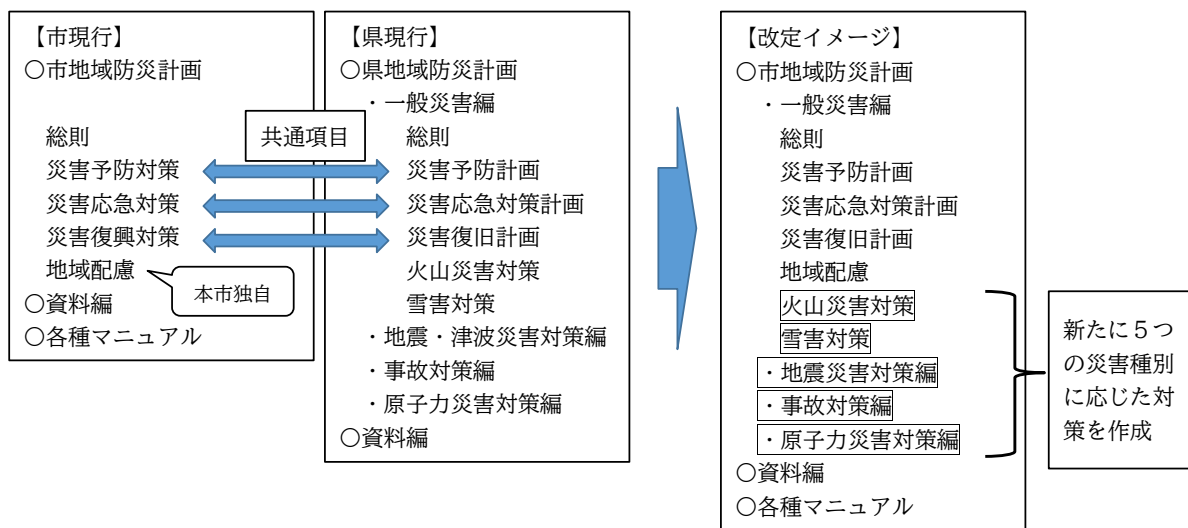 【市現行】
○市地域防災計画
総則
災害予防対策
災害応急対策
災害復興対策
地域配慮
本市独自
○資料編
○各種マニュアル
共通項目
【県現行】
○県地域防災計画
・一般災害編
総則
災害予防計画
災害応急対策計画
災害復旧計画
火山災害対策
雪害対策
・地震・津波災害対策編
・事故対策編
・原子力災害対策編
○資料編
【改定イメージ】
○市地域防災計画
・一般災害編
総則
災害予防計画
災害応急対策計画
災害復旧計画
地域配慮
火山災害対策
雪害対策
・地震災害対策編
・事故対策編
・原子力災害対策編
○資料編
○各種マニュアル
新たに５つ
の災害種別
に応じた対
策を作成